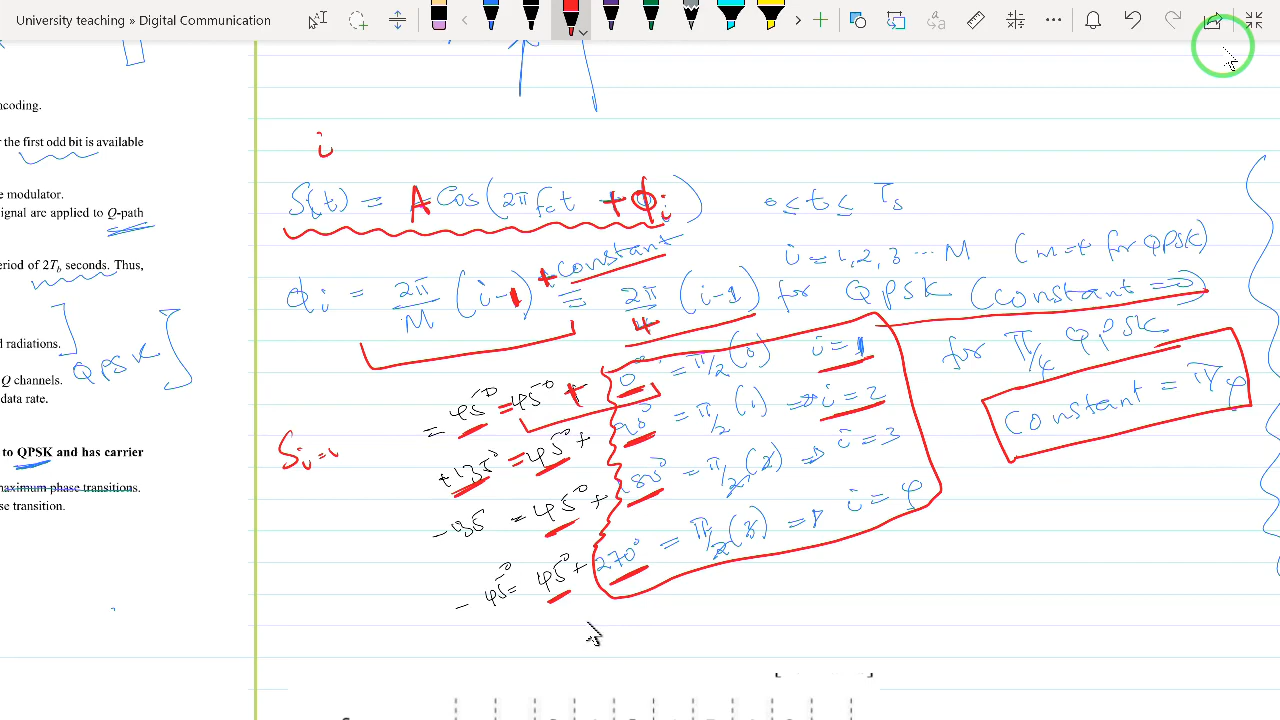 University teaching » Digital Communication
ncoding.
r the first odd bit is available
e modulator.
ignal are applied to Q-path
eriod of 2Tb seconds. Thus,
d radiations.
Q channels.
data rate.
QPSK
to QPSK and has carrier
maximum phase transitions.
se transition.
i
S(t) = A Cos(2πfct + ϕi) 0 ≤ t ≤ Ts
i = 1, 2, 3 ... M (M=4 for QPSK)
ϕi = 2π/M (i-1) + Constant = 2π/4 (i-1) for QPSK (Constant = 0)
for π/4 QPSK
Constant = π/4
= 45° = 45° + 0° = π/2 (0) i = 1
+135° = 45° + 90° = π/2 (1) => i = 2
-135 = 45° + 180° = π/2 (2) => i = 3
-45° = 45° + 270° = π/2 (3) => i = 4
Si=1